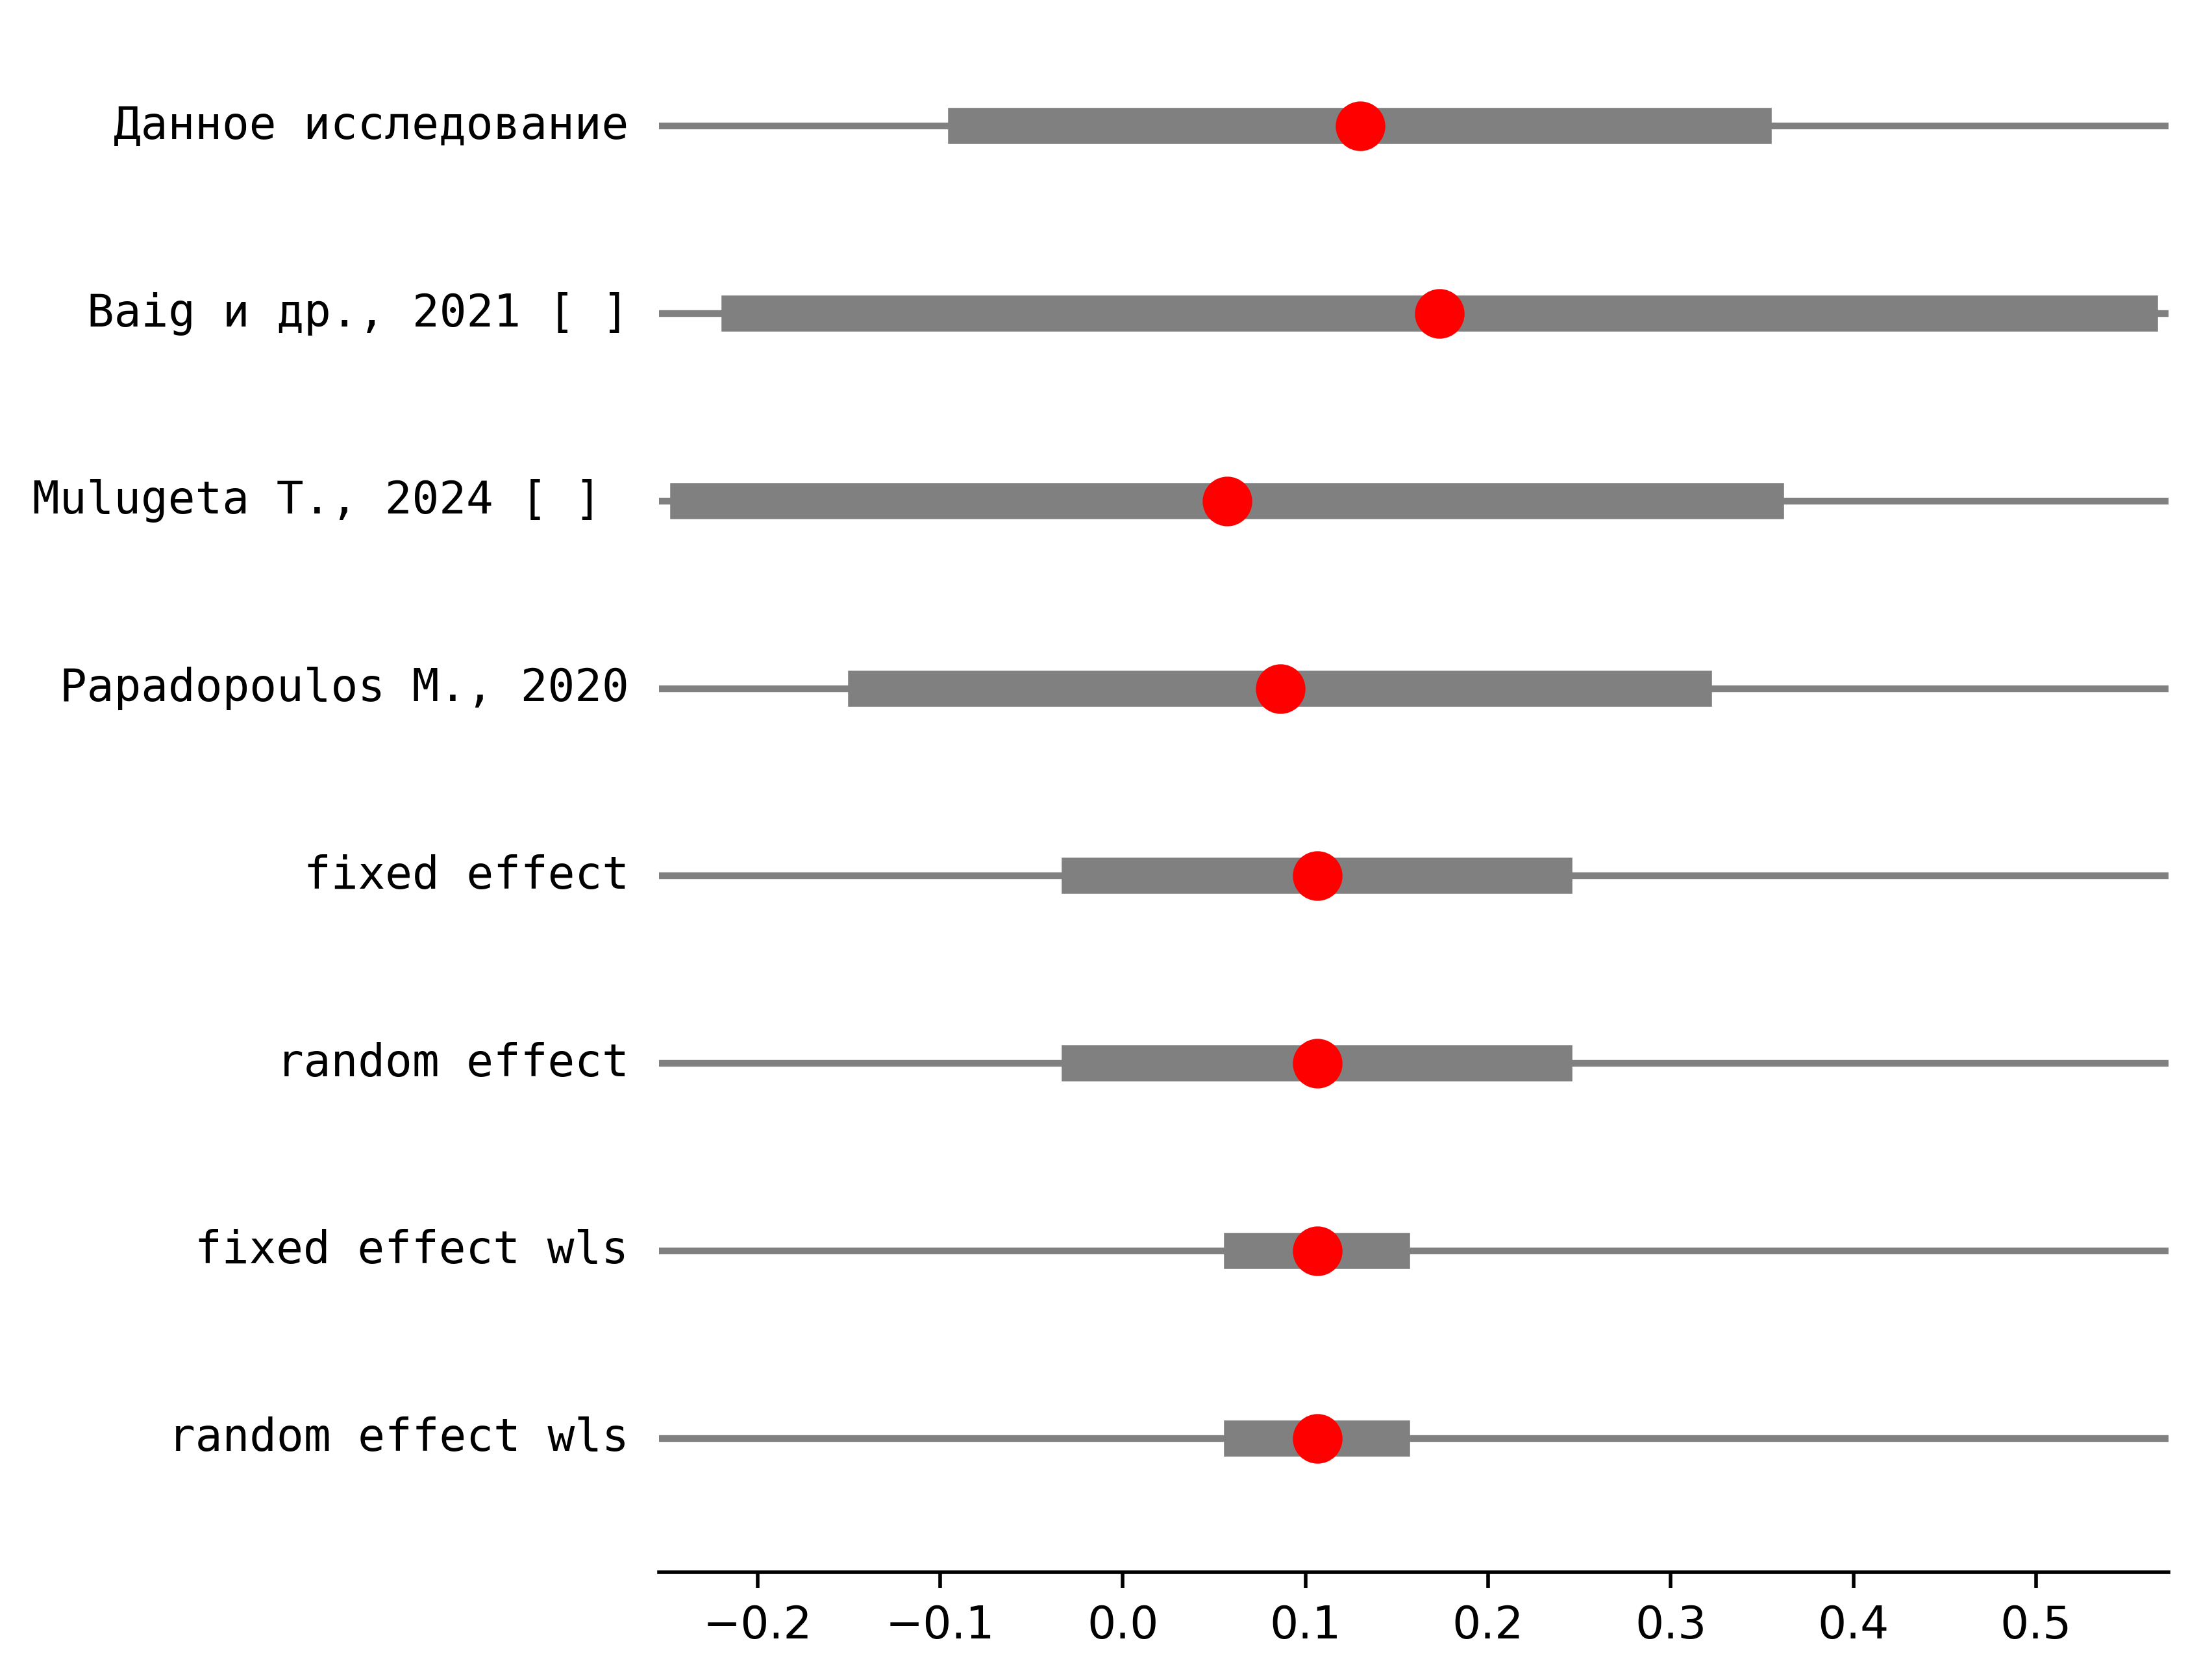 Данное исследование
Baig и др., 2021 [ ]
Mulugeta T., 2024 [ ]
Papadopoulos M., 2020
fixed effect
random effect
fixed effect wls
random effect wls
−0.2 −0.1 0.0 0.1 0.2 0.3 0.4 0.5